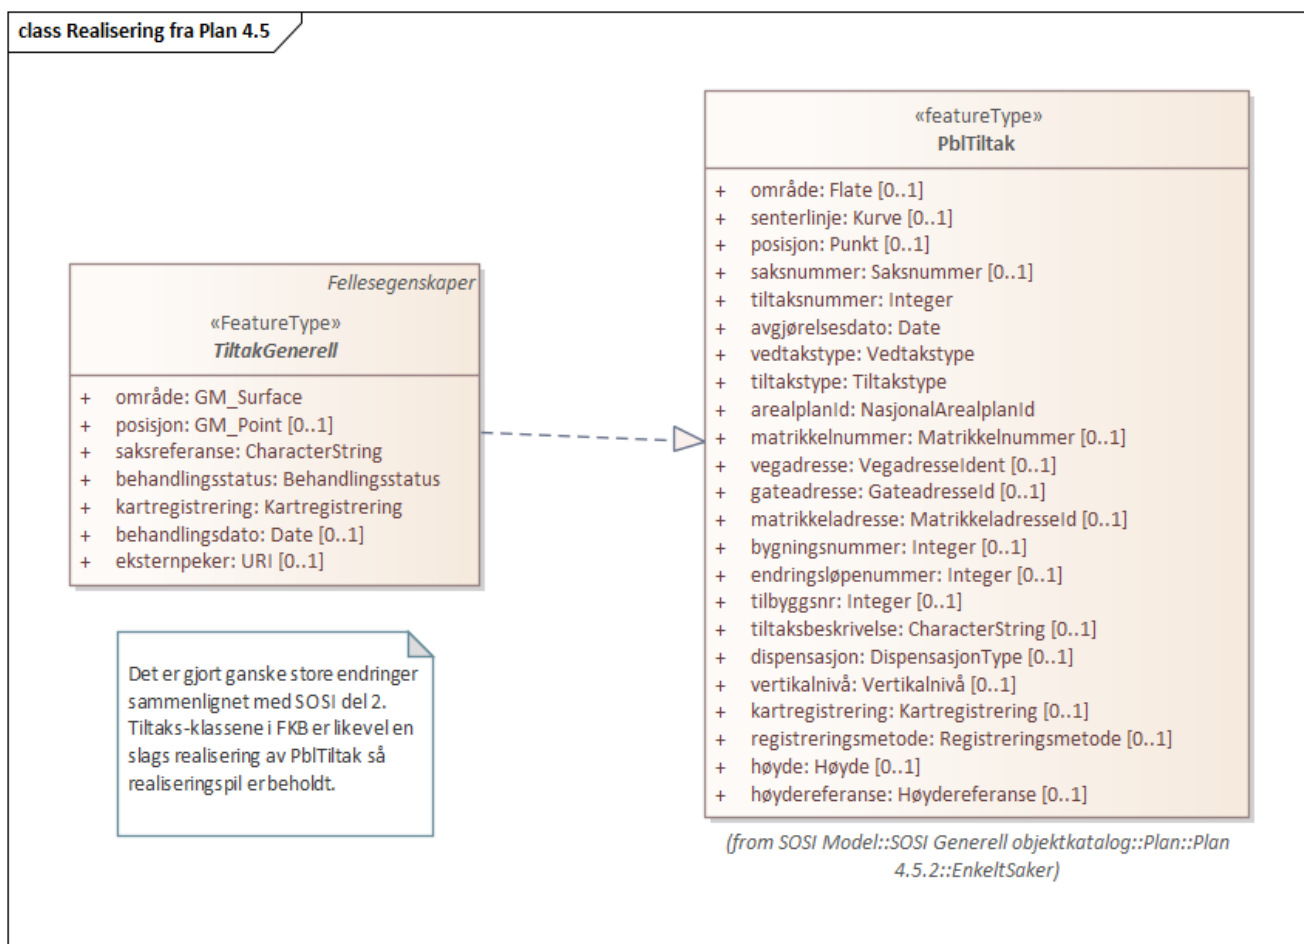 class Realisering fra Plan 4.5
Fellesegenskaper
«FeatureType»
TiltakGenerell
+ område: GM_Surface
+ posisjon: GM_Point [0..1]
+ saksreferanse: CharacterString
+ behandlingsstatus: Behandlingsstatus
+ kartregistrering: Kartregistrering
+ behandlingsdato: Date [0..1]
+ eksternpeker: URI [0..1]
Det er gjort ganske store endringer
sammenlignet med SOSI del 2.
Tiltaks-klassene i FKB er likevel en
slags realisering av PblTiltak så
realiseringspil er beholdt.
«featureType»
PblTiltak
+ område: Flate [0..1]
+ senterlinje: Kurve [0..1]
+ posisjon: Punkt [0..1]
+ saksnummer: Saksnummer [0..1]
+ tiltaksnummer: Integer
+ avgjørelsesdato: Date
+ vedtakstype: Vedtakstype
+ tiltakstype: Tiltakstype
+ arealplanId: NasjonalArealplanId
+ matrikkelnummer: Matrikkelnummer [0..1]
+ vegadresse: VegadresseIdent [0..1]
+ gateadresse: GateadresseId [0..1]
+ matrikkeladresse: MatrikkeladresseId [0..1]
+ bygningsnummer: Integer [0..1]
+ endringsløpenummer: Integer [0..1]
+ tilbyggsnr: Integer [0..1]
+ tiltaksbeskrivelse: CharacterString [0..1]
+ dispensasjon: DispensasjonType [0..1]
+ vertikalnivå: Vertikalnivå [0..1]
+ kartregistrering: Kartregistrering [0..1]
+ registreringsmetode: Registreringsmetode [0..1]
+ høyde: Høyde [0..1]
+ høydereferanse: Høydereferanse [0..1]
(from SOSI Model::SOSI Generell objektkatalog::Plan::Plan
4.5.2::EnkeltSaker)